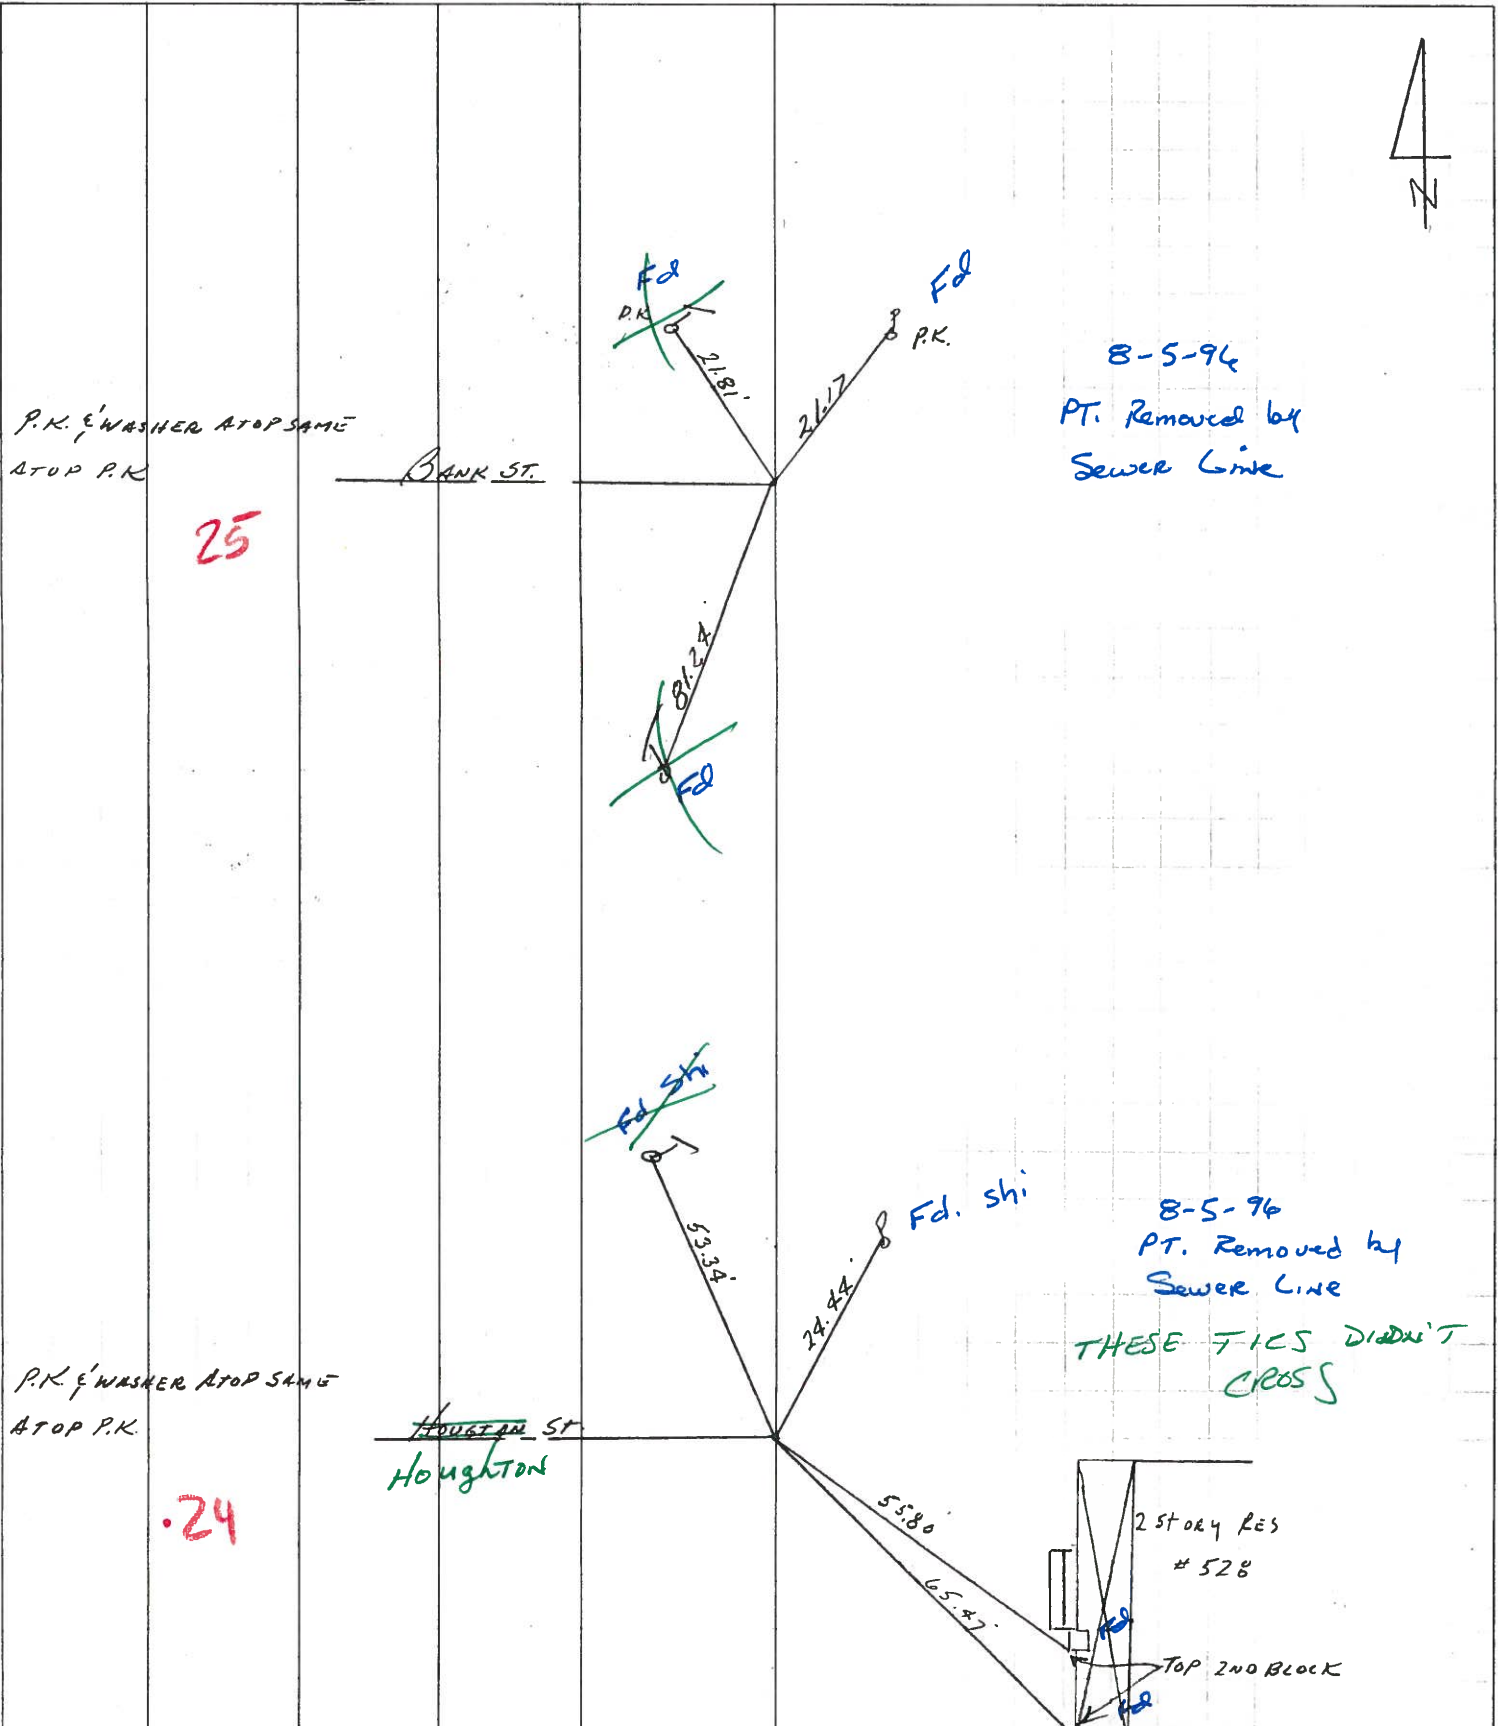 N
Fd
P.K
Fd
P.K.
21.81'
21.17
8-5-96
PT. Removed by
Sewer Line
P.K. & WASHER ATOP SAME
ATOP P.K
BANK ST.
25
81.24
Fd
Fd shi
Fd. shi
53.34'
24.44'
8-5-96
PT. Removed by
Sewer Line
THESE TIES DIDN'T
CROSS
P.K. & WASHER ATOP SAME
ATOP P.K.
HOUSTAN ST.
HOUGHTON
.24
55.80'
65.47'
2 STORY RES
# 528
Fd
TOP 2ND BLOCK
Fd